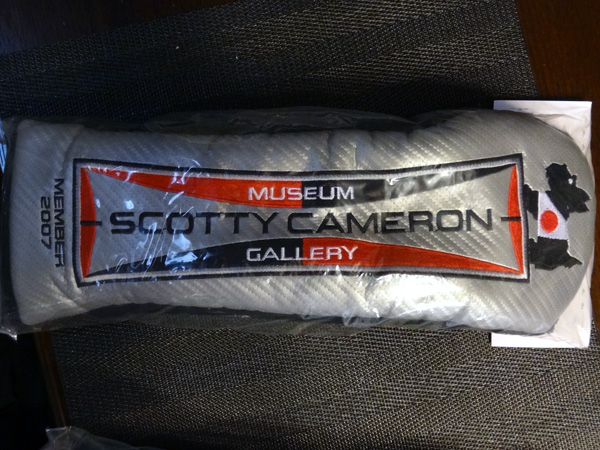 MUSEUM
SCOTTY CAMERON
GALLERY
MEMBER
2007